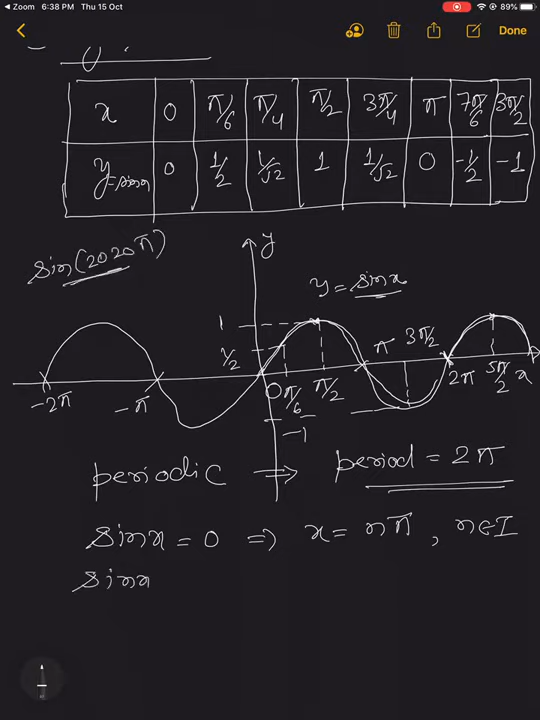 Zoom 6:38 PM Thu 15 Oct 89%
Done
x 0 π/6 π/4 π/2 3π/4 π 7π/6 3π/2
y=sinx 0 1/2 1/√2 1 1/√2 0 -1/2 -1
sin(2020π)
y
y = sinx
1
1/2
-2π -π 0 π/6 π/2 π 3π/2 2π 5π/2 x
-1
periodic → period = 2π
sinx = 0 ⇒ x = nπ, n∈I
sinx